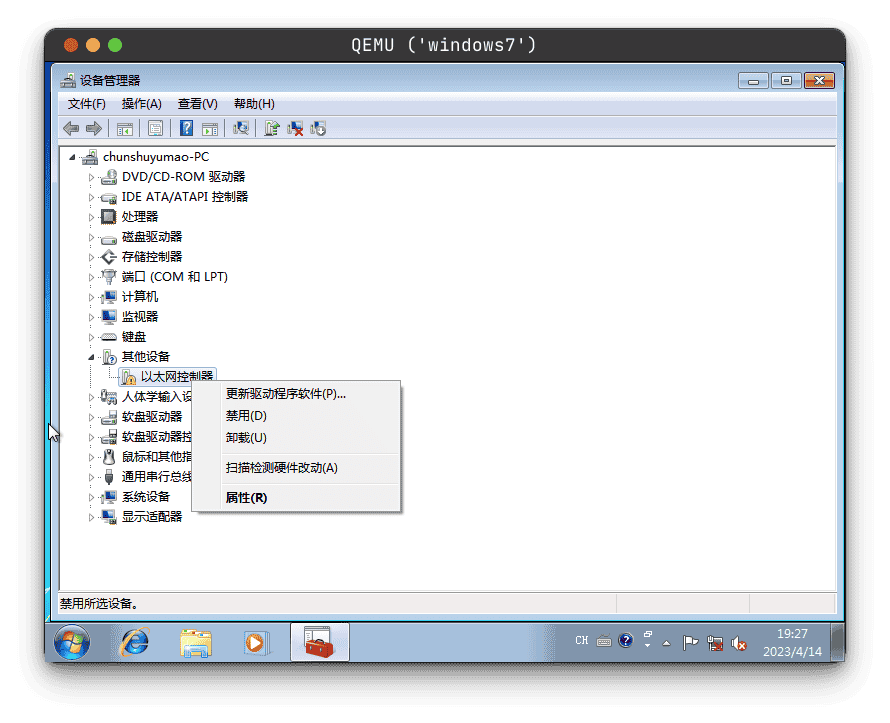 QEMU ('windows7')
设备管理器
文件(F) 操作(A) 查看(V) 帮助(H)
chunshuyumao-PC
DVD/CD-ROM 驱动器
IDE ATA/ATAPI 控制器
处理器
磁盘驱动器
存储控制器
端口 (COM 和 LPT)
计算机
监视器
键盘
其他设备
以太网控制器
人体学输入设
软盘驱动器
软盘驱动器控
鼠标和其他指
通用串行总线
系统设备
显示适配器
更新驱动程序软件(P)...
禁用(D)
卸载(U)
扫描检测硬件改动(A)
属性(R)
禁用所选设备。
CH
19:27
2023/4/14